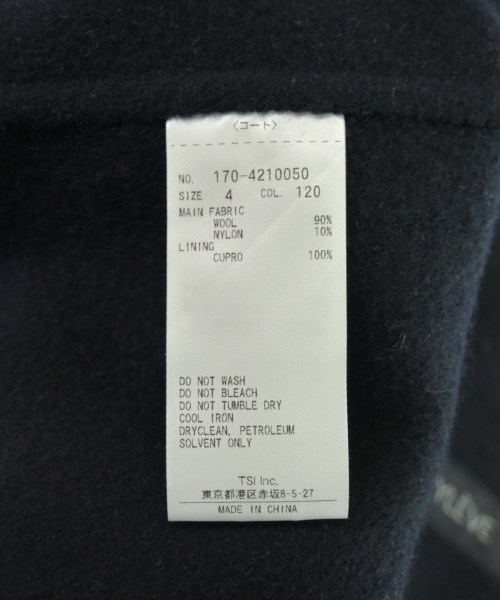 〈コート〉
NO. 170-4210050
SIZE 4 COL. 120
MAIN FABRIC
WOOL 90%
NYLON 10%
LINING
CUPRO 100%
DO NOT WASH
DO NOT BLEACH
DO NOT TUMBLE DRY
COOL IRON
DRYCLEAN, PETROLEUM
SOLVENT ONLY
TSI Inc.
東京都港区赤坂8-5-27
MADE IN CHINA